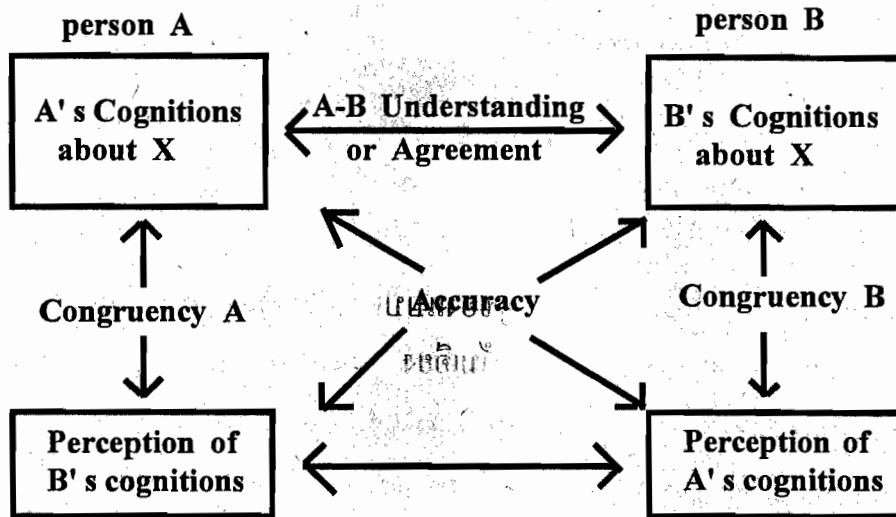 person A
person B
A' s Cognitions
about X
A-B Understanding
or Agreement
B' s Cognitions
about X
Congruency A
Accuracy
Congruency B
Perception of
B' s cognitions
Perception of
A' s cognitions